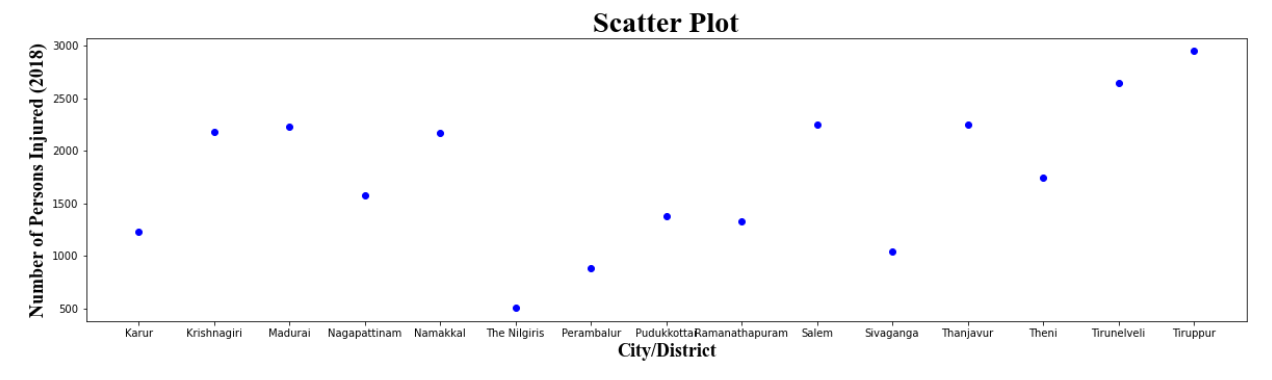 Scatter Plot
Number of Persons Injured (2018)
3000
2500
2000
1500
1000
500
Karur Krishnagiri Madurai Nagapattinam Namakkal The Nilgiris Perambalur Pudukkottai Ramanathapuram Salem Sivaganga Thanjavur Theni Tirunelveli Tiruppur
City/District